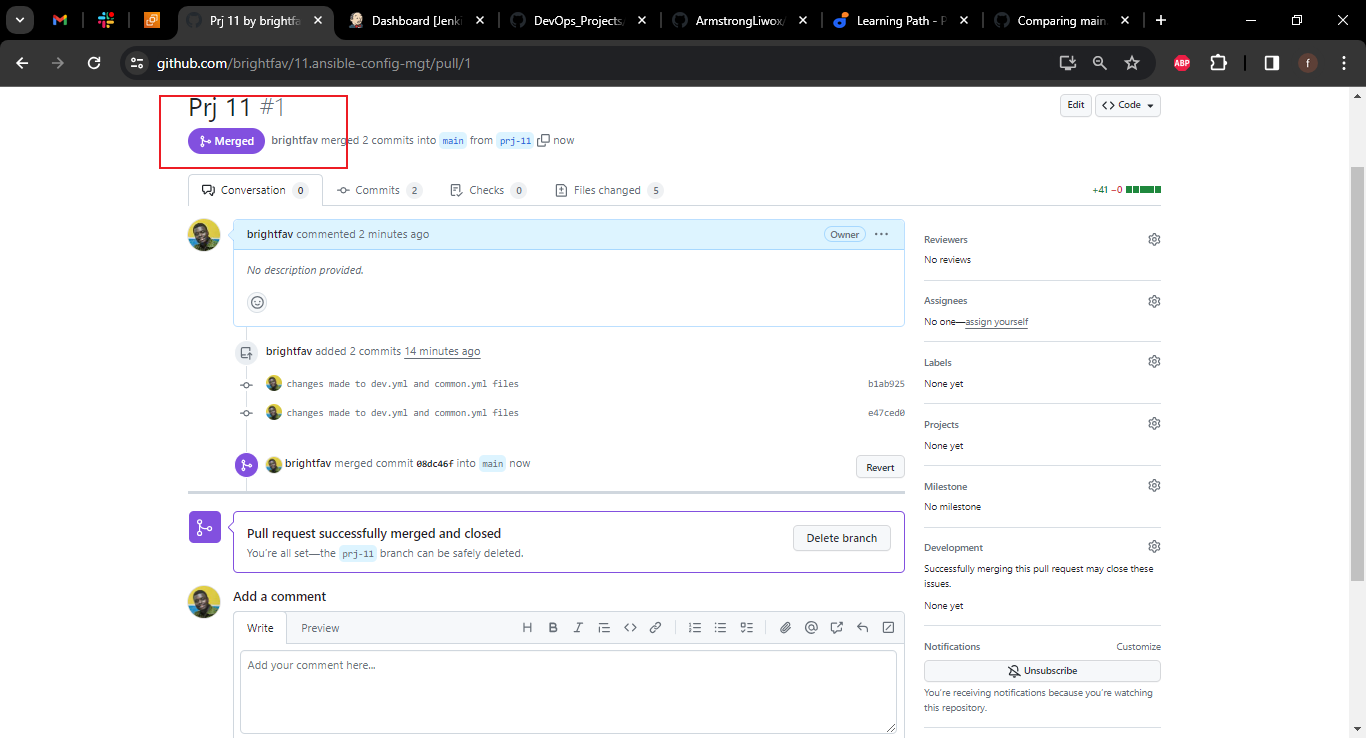 Prj 11 by brightfa
Dashboard [Jenki
DevOps_Projects/
ArmstrongLiwox/
Learning Path - P
Comparing main.
github.com/brightfav/11.ansible-config-mgt/pull/1
ABP
f
Prj 11 #1
Edit
<> Code
Merged
brightfav merged 2 commits into main from prj-11 now
Conversation 0
Commits 2
Checks 0
Files changed 5
+41 −0
brightfav commented 2 minutes ago
Owner
No description provided.
brightfav added 2 commits 14 minutes ago
changes made to dev.yml and common.yml files
b1ab925
changes made to dev.yml and common.yml files
e47ced0
brightfav merged commit 08dc46f into main now
Revert
Pull request successfully merged and closed
You're all set—the prj-11 branch can be safely deleted.
Delete branch
Add a comment
Write
Preview
H B I
Add your comment here...
Reviewers
No reviews
Assignees
No one—assign yourself
Labels
None yet
Projects
None yet
Milestone
No milestone
Development
Successfully merging this pull request may close these
issues.
None yet
Notifications
Customize
Unsubscribe
You're receiving notifications because you're watching
this repository.